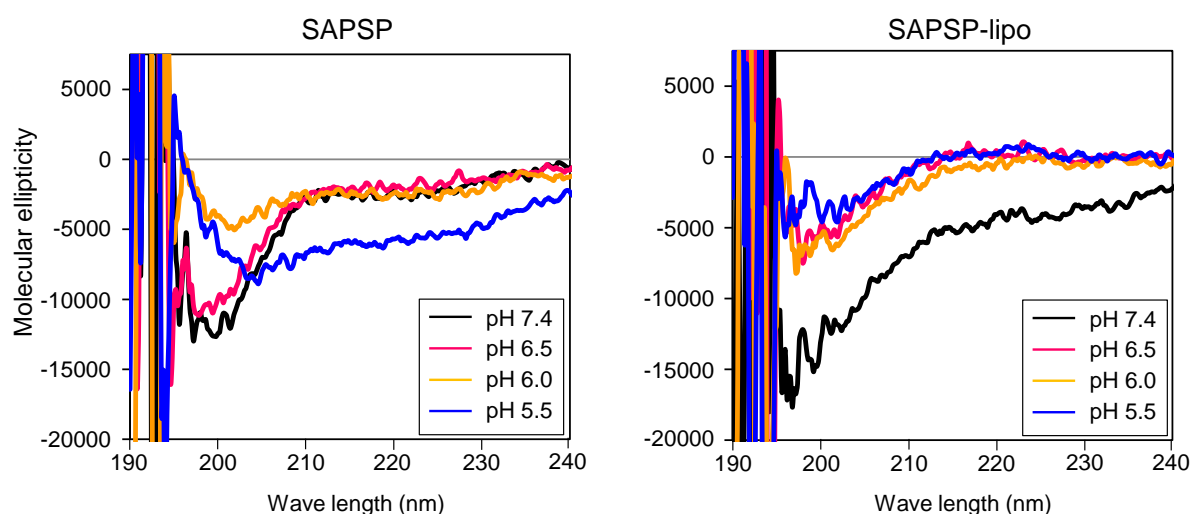 SAPSP
Molecular ellipticity
5000
0
-5000
-10000
-15000
-20000
190
200
210
220
230
240
Wave length (nm)
pH 7.4
pH 6.5
pH 6.0
pH 5.5
SAPSP-lipo
5000
0
-5000
-10000
-15000
-20000
190
200
210
220
230
240
Wave length (nm)
pH 7.4
pH 6.5
pH 6.0
pH 5.5